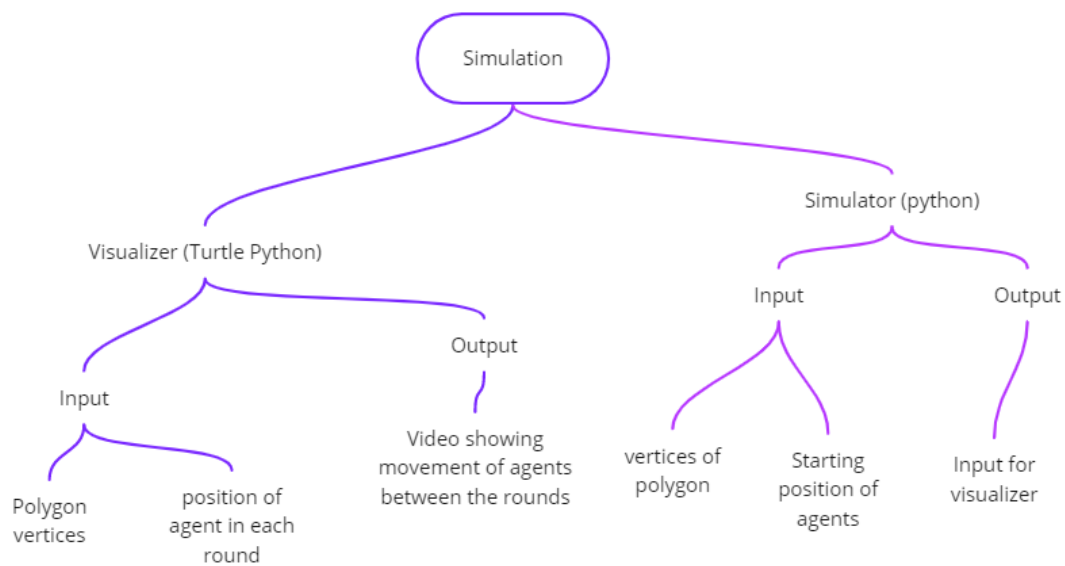 Simulation
Visualizer (Turtle Python)
Input
Polygon
vertices
position of
agent in each
round
Output
Video showing
movement of agents
between the rounds
Simulator (python)
Input
vertices of
polygon
Starting
position of
agents
Output
Input for
visualizer